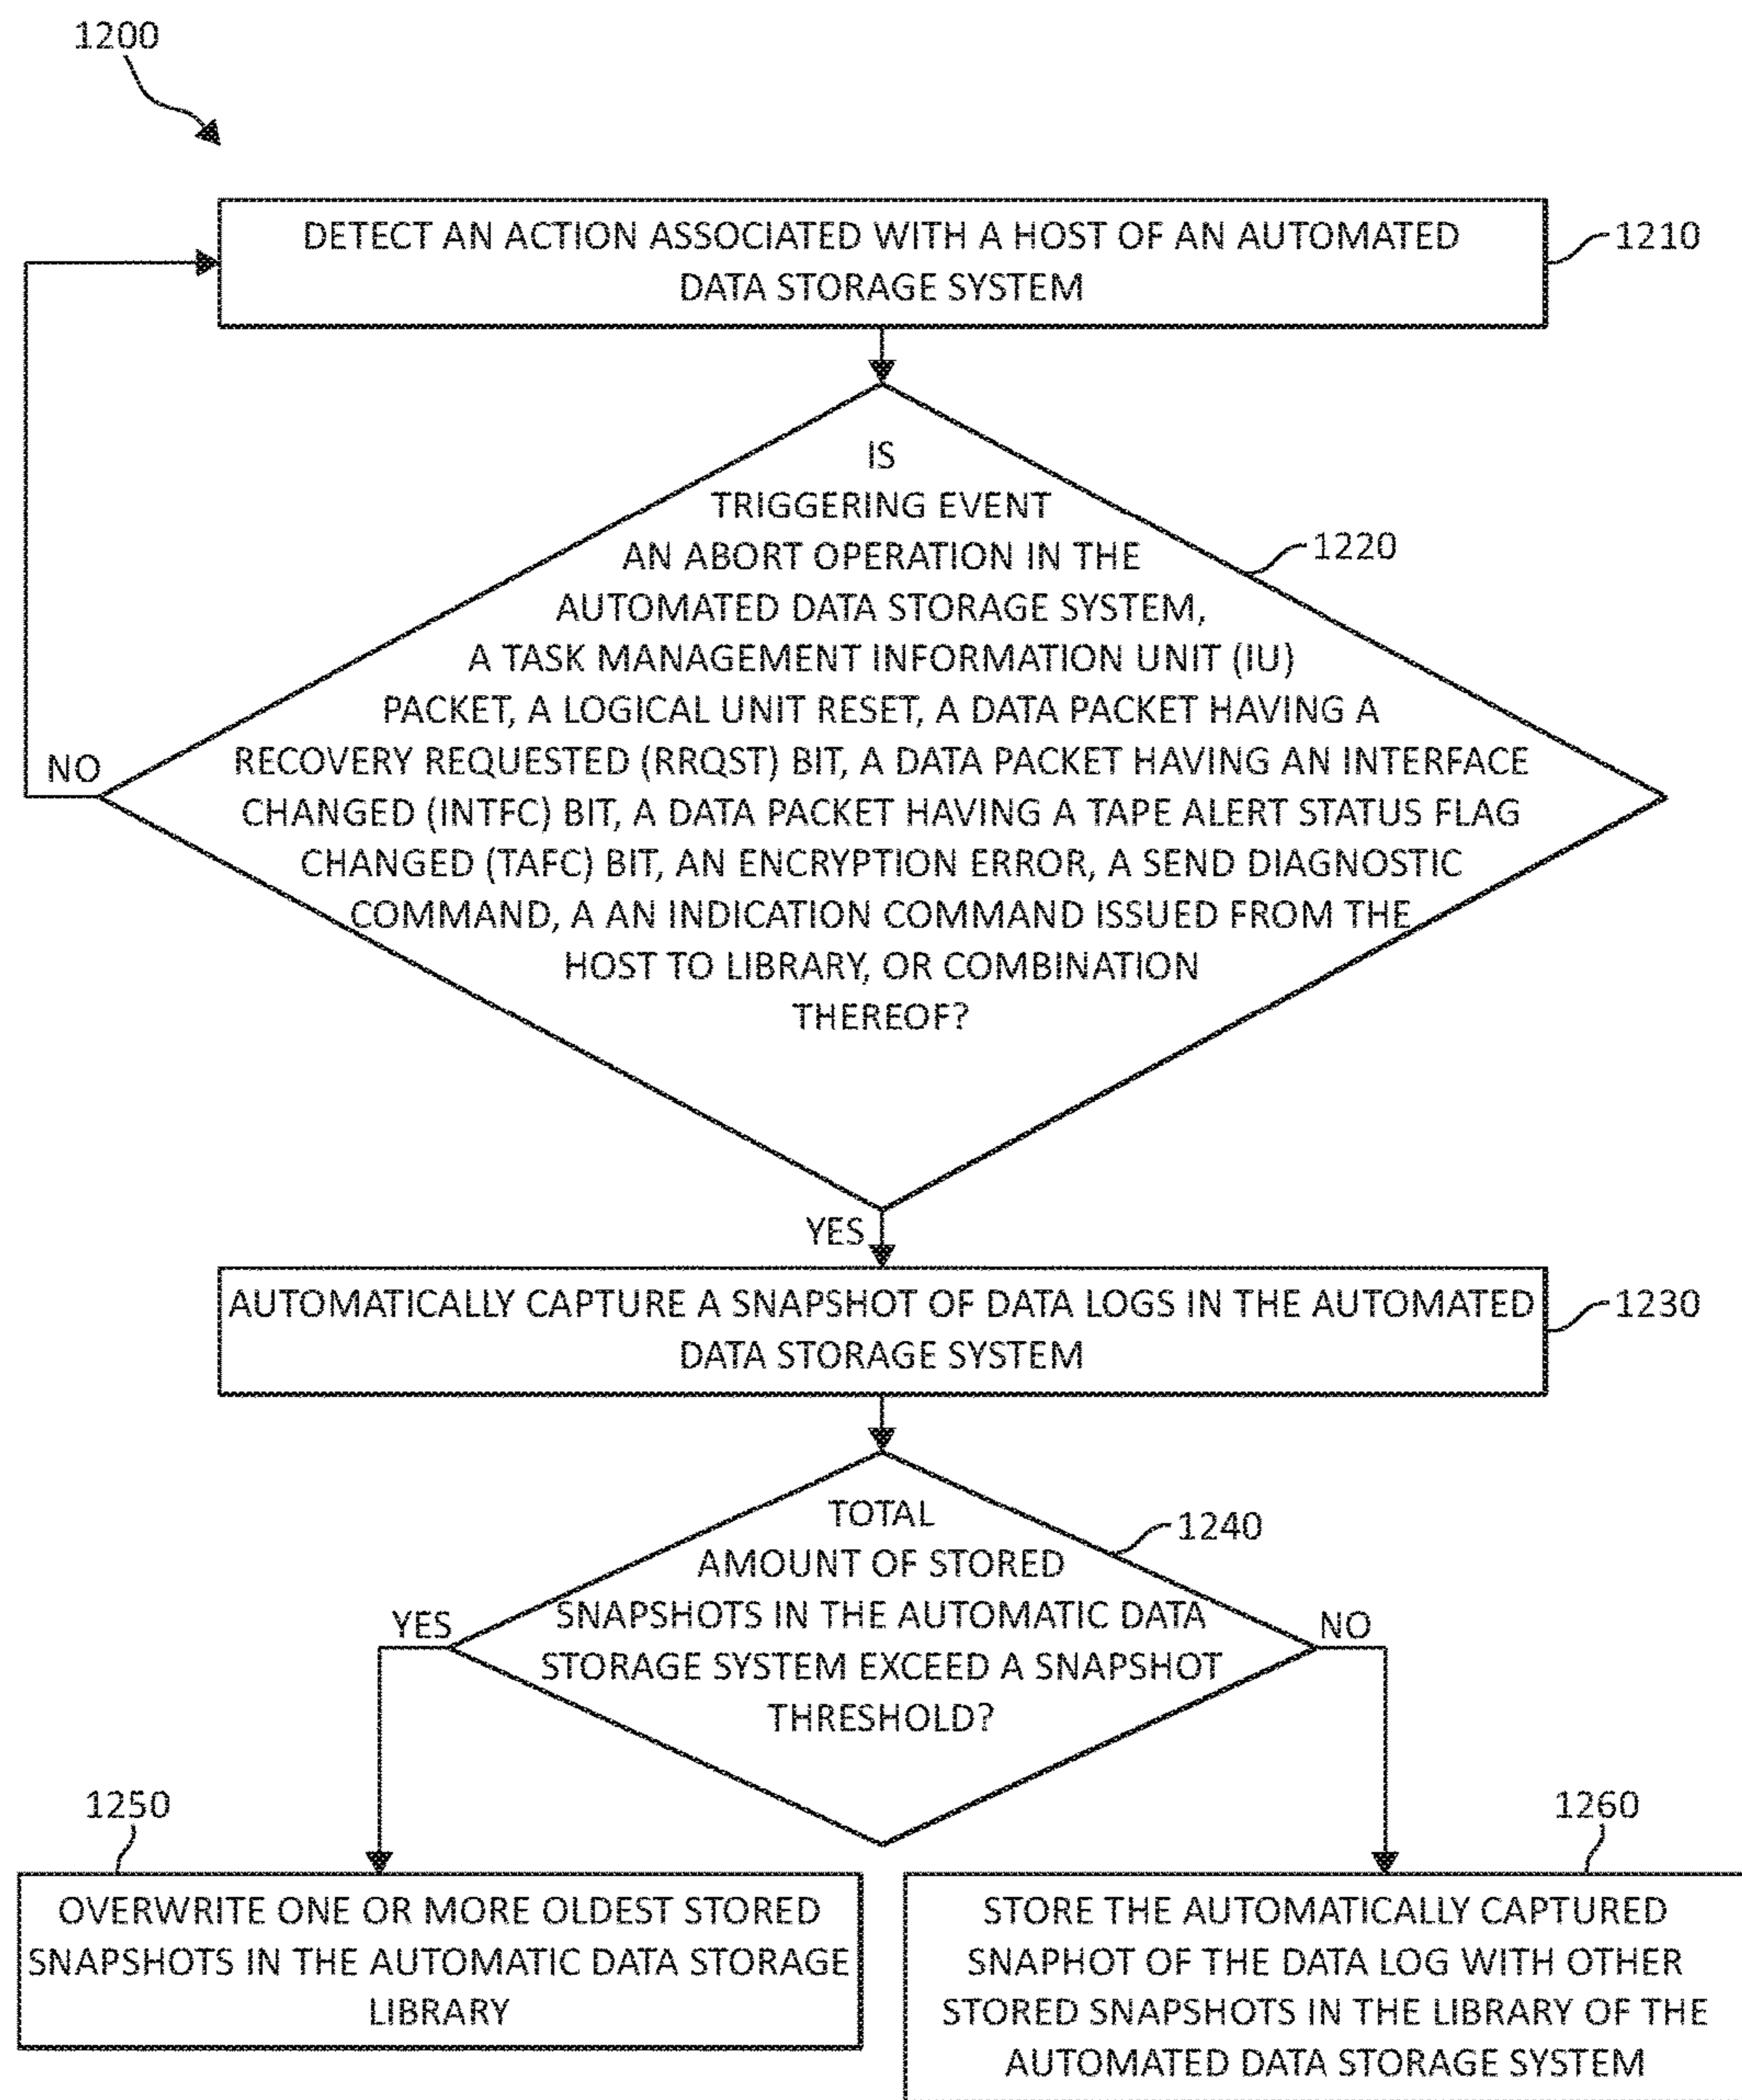 1200
DETECT AN ACTION ASSOCIATED WITH A HOST OF AN AUTOMATED
DATA STORAGE SYSTEM
1210
IS
TRIGGERING EVENT
AN ABORT OPERATION IN THE
AUTOMATED DATA STORAGE SYSTEM,
A TASK MANAGEMENT INFORMATION UNIT (IU)
PACKET, A LOGICAL UNIT RESET, A DATA PACKET HAVING A
RECOVERY REQUESTED (RRQST) BIT, A DATA PACKET HAVING AN INTERFACE
CHANGED (INTFC) BIT, A DATA PACKET HAVING A TAPE ALERT STATUS FLAG
CHANGED (TAFC) BIT, AN ENCRYPTION ERROR, A SEND DIAGNOSTIC
COMMAND, A AN INDICATION COMMAND ISSUED FROM THE
HOST TO LIBRARY, OR COMBINATION
THEREOF?
1220
NO
YES
AUTOMATICALLY CAPTURE A SNAPSHOT OF DATA LOGS IN THE AUTOMATED
DATA STORAGE SYSTEM
1230
TOTAL
AMOUNT OF STORED
SNAPSHOTS IN THE AUTOMATIC DATA
STORAGE SYSTEM EXCEED A SNAPSHOT
THRESHOLD?
1240
YES
NO
1250
OVERWRITE ONE OR MORE OLDEST STORED
SNAPSHOTS IN THE AUTOMATIC DATA STORAGE
LIBRARY
1260
STORE THE AUTOMATICALLY CAPTURED
SNAPHOT OF THE DATA LOG WITH OTHER
STORED SNAPSHOTS IN THE LIBRARY OF THE
AUTOMATED DATA STORAGE SYSTEM